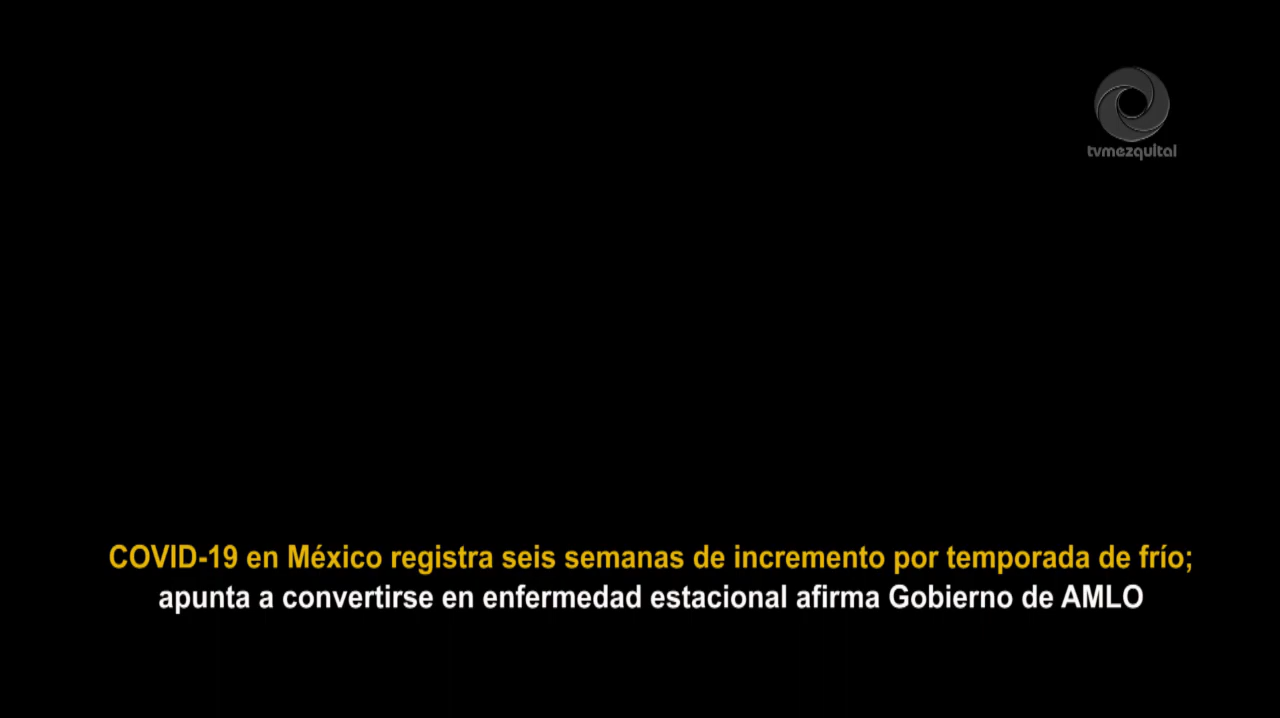 tvmezquital
COVID-19 en México registra seis semanas de incremento por temporada de frío;
apunta a convertirse en enfermedad estacional afirma Gobierno de AMLO